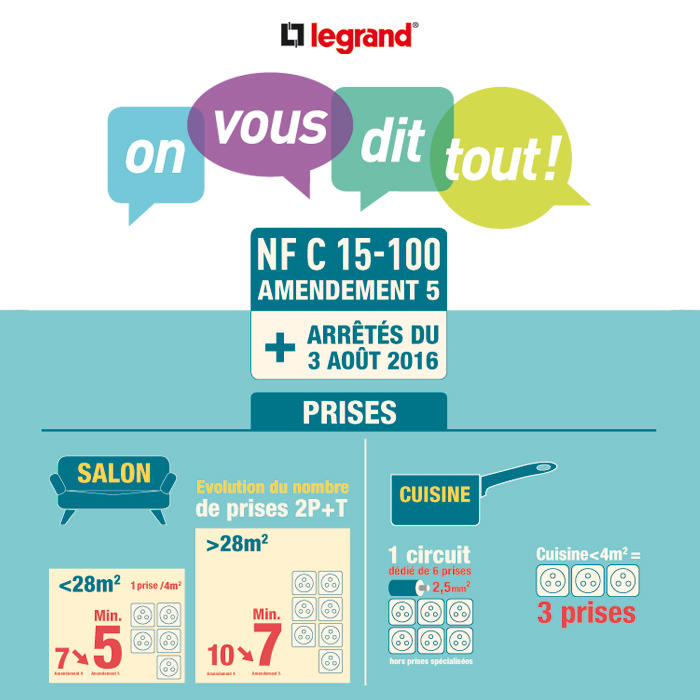 legrand®
on
vous
dit
tout!
NF C 15-100
AMENDEMENT 5
+ ARRÊTÉS DU
3 AOÛT 2016
PRISES
SALON
Evolution du nombre
de prises 2P+T
<28m²
1 prise /4m²
Min.
7
5
Amendement 4
Amendement 5
>28m²
Min.
10
7
Amendement 4
Amendement 5
CUISINE
1 circuit
dédié de 6 prises
2,5mm²
hors prises spécialisées
Cuisine<4m² =
3 prises